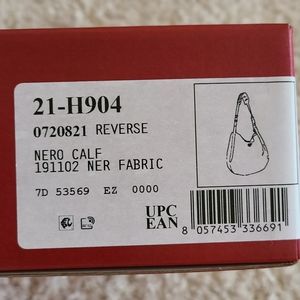 21-H904
0720821 REVERSE
NERO CALF
191102 NER FABRIC
7D 53569 EZ 0000
UPC
EAN
8 057453 336691